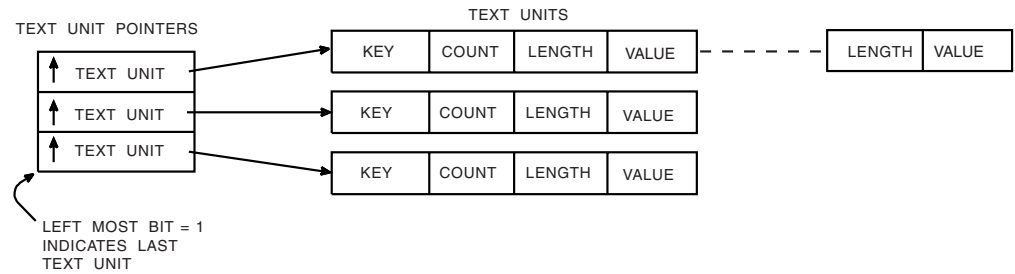 TEXT UNITS
TEXT UNIT POINTERS
KEY COUNT LENGTH VALUE LENGTH VALUE
TEXT UNIT
TEXT UNIT KEY COUNT LENGTH VALUE
TEXT UNIT
KEY COUNT LENGTH VALUE
LEFT MOST BIT = 1
INDICATES LAST
TEXT UNIT